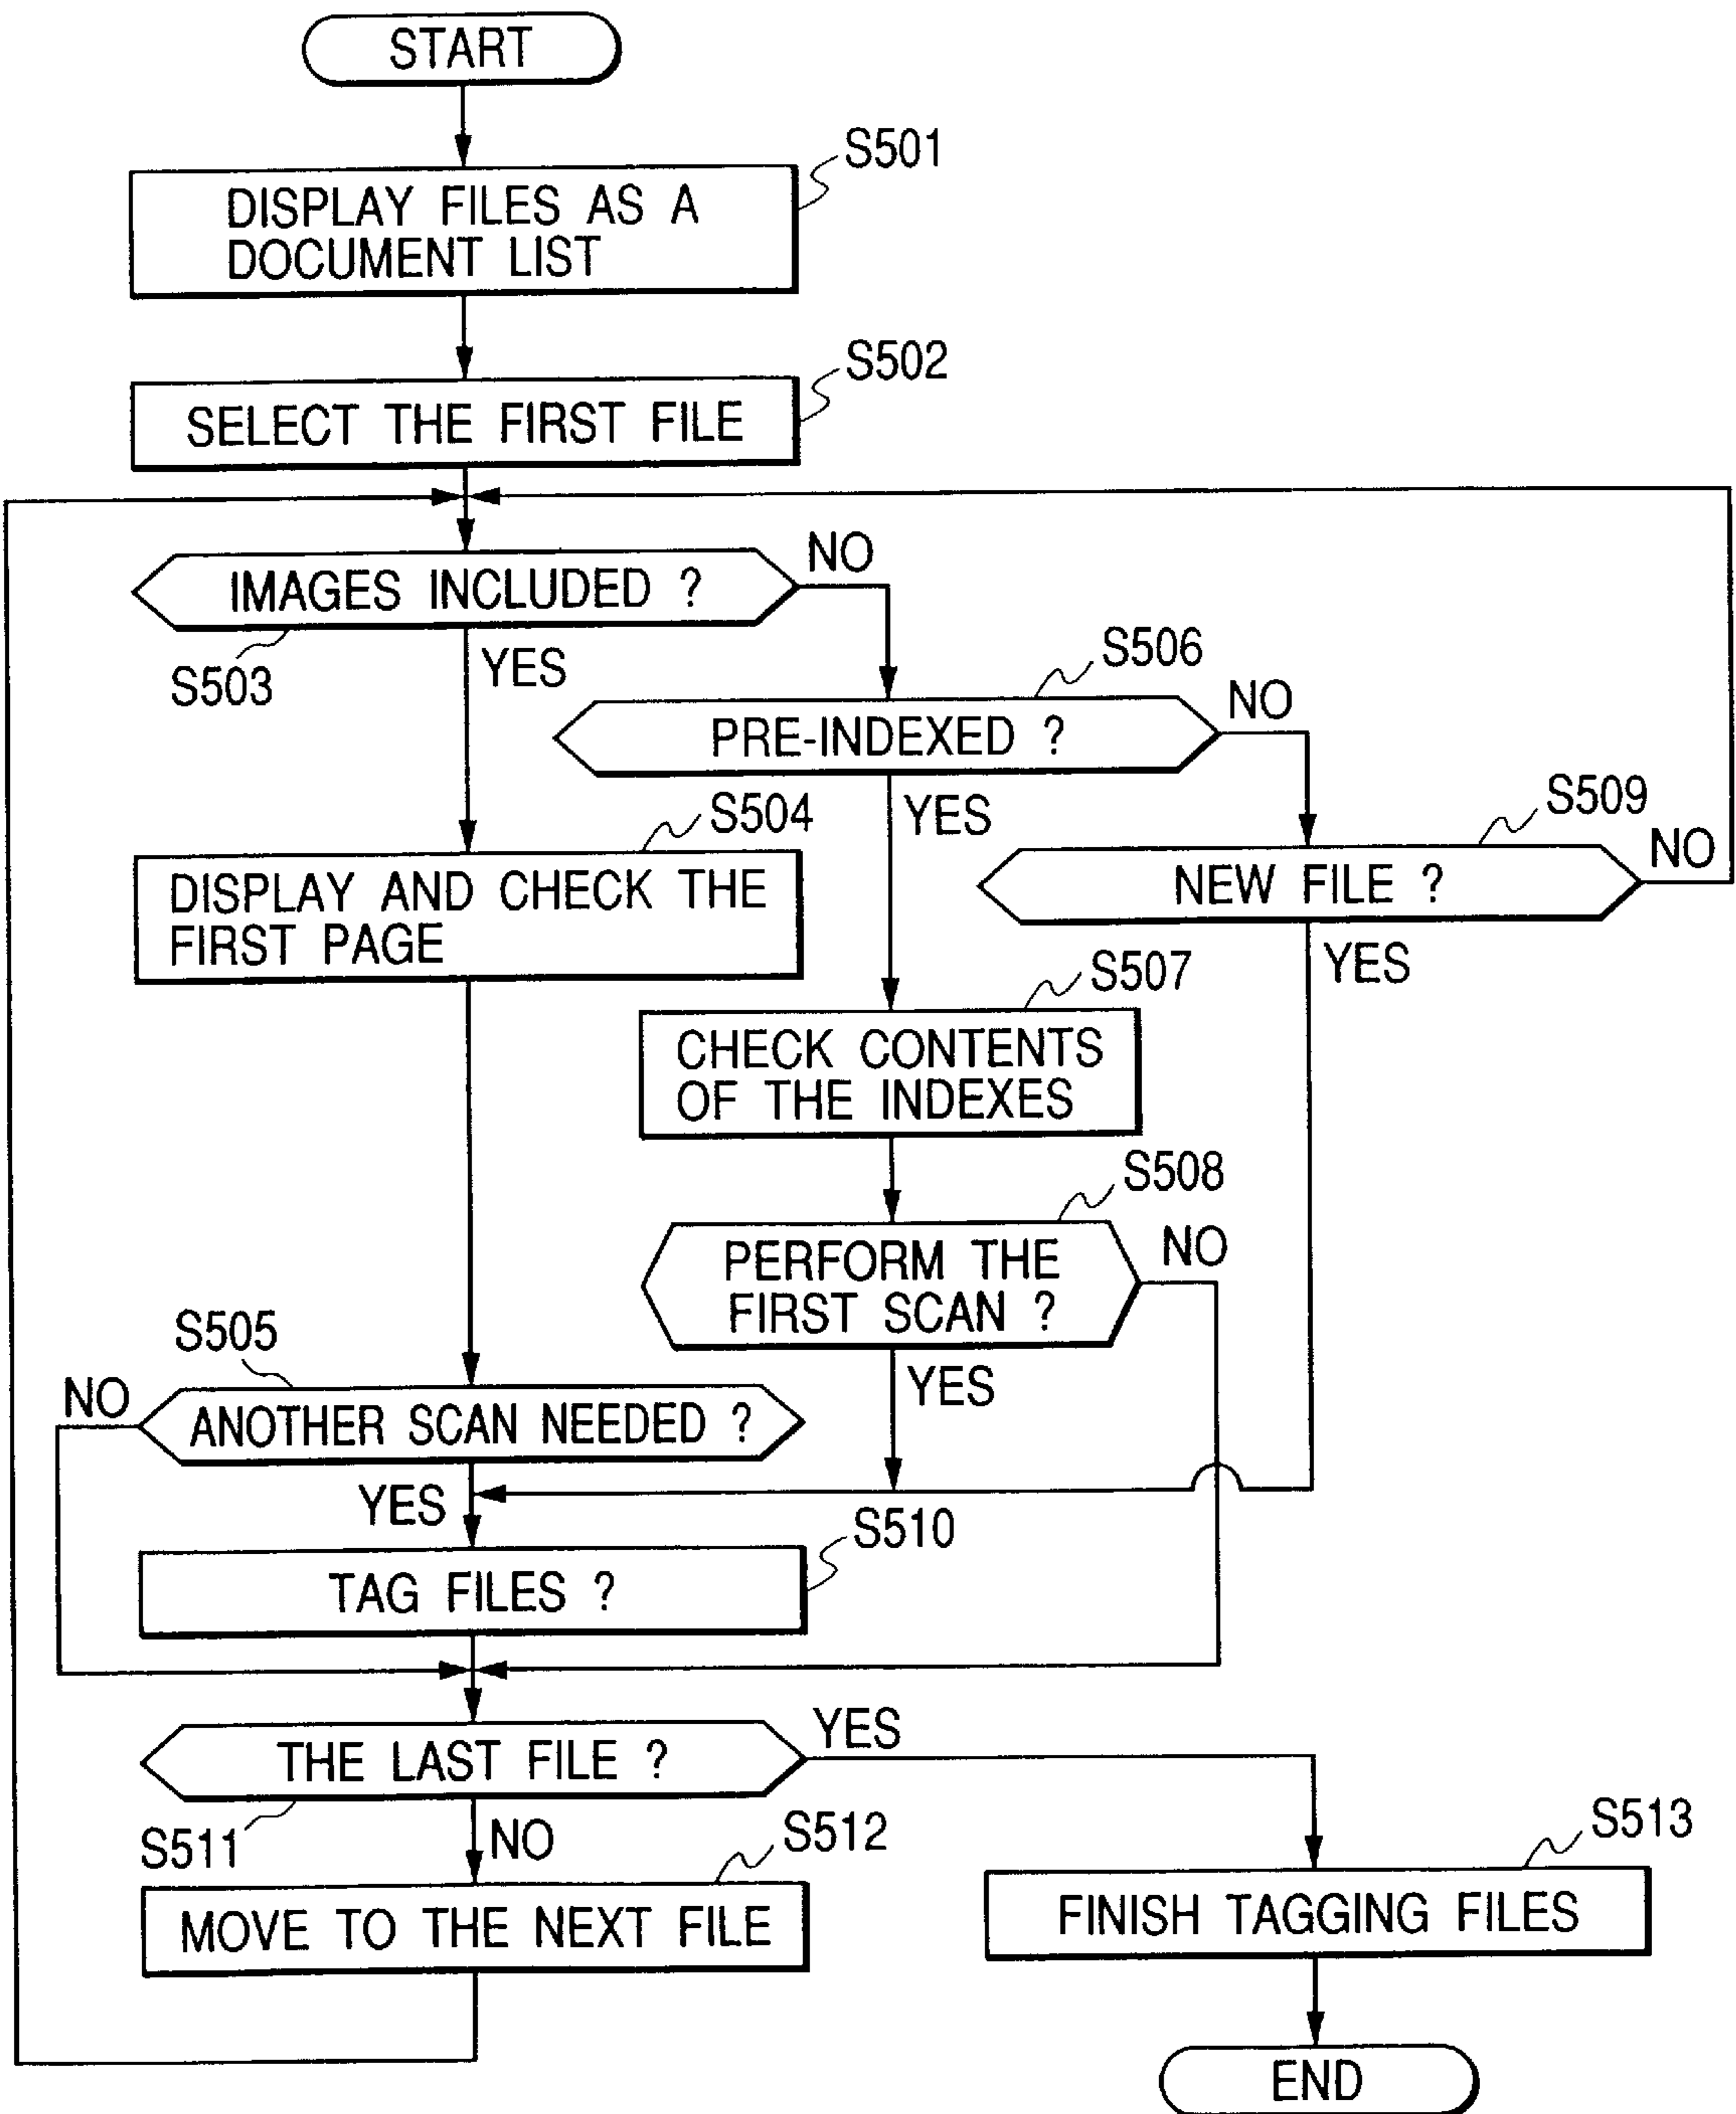 START
S501
DISPLAY FILES AS A
DOCUMENT LIST
S502
SELECT THE FIRST FILE
NO
IMAGES INCLUDED ?
S503
YES
S506
NO
PRE-INDEXED ?
S504
YES
S509
NO
DISPLAY AND CHECK THE
FIRST PAGE
NEW FILE ?
YES
S507
CHECK CONTENTS
OF THE INDEXES
S508
NO
PERFORM THE
FIRST SCAN ?
S505
YES
NO
ANOTHER SCAN NEEDED ?
YES
S510
TAG FILES ?
YES
THE LAST FILE ?
S511
NO
S512
S513
MOVE TO THE NEXT FILE
FINISH TAGGING FILES
END